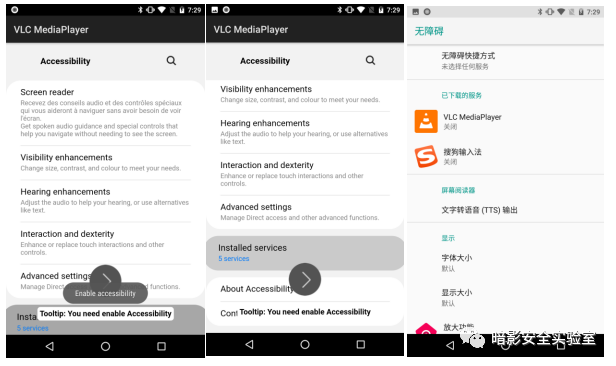 7:29
VLC MediaPlayer
Accessibility
Screen reader
Recevez des conseils audio et des contrôles spéciaux
qui vous aideront à naviguer sans avoir besoin de voir
l'écran.
Get spoken audio guidance and special controls that
help you navigate without needing to see the screen.
Visibility enhancements
Change size, contrast, and colour to meet your needs.
Hearing enhancements
Adjust the audio to help your hearing, or use alternatives
like text.
Interaction and dexterity
Enhance or replace touch interactions and other
controls.
Advanced settings
Enable accessibility
Tooltip: You need enable Accessibility
5 services
7:29
VLC MediaPlayer
Accessibility
Visibility enhancements
Change size, contrast, and colour to meet your needs.
Hearing enhancements
Adjust the audio to help your hearing, or use alternatives
like text.
Interaction and dexterity
Enhance or replace touch interactions and other
controls.
Advanced settings
Manage Direct access and other advanced functions.
Installed services
5 services
About Accessibility
Tooltip: You need enable Accessibility
7:29
无障碍
无障碍快捷方式
未选择任何服务
已下载的服务
VLC MediaPlayer
关闭
搜狗输入法
关闭
屏幕阅读器
文字转语音 (TTS) 输出
显示
字体大小
默认
显示大小
默认
放大功能
暗影安全实验室